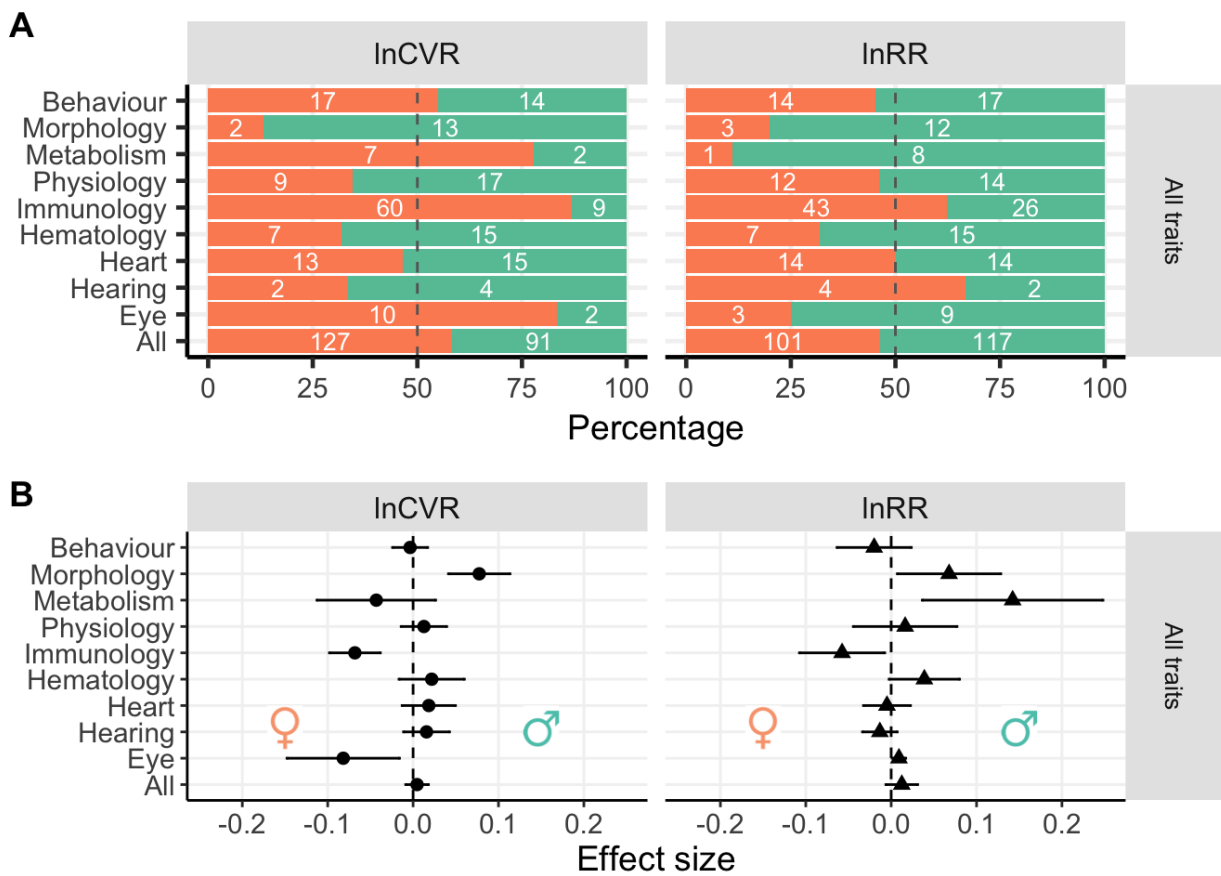 A
lnCVR lnRR
Behaviour 17 14 14 17
Morphology 2 13 3 12
Metabolism 7 2 1 8
Physiology 9 17 12 14
Immunology 60 9 43 26
Hematology 7 15 7 15
Heart 13 15 14 14
Hearing 2 4 4 2
Eye 10 2 3 9
All 127 91 101 117
All traits
0 25 50 75 100 0 25 50 75 100
Percentage
B
lnCVR lnRR
Behaviour
Morphology
Metabolism
Physiology
Immunology
Hematology
Heart
Hearing
Eye
All
♀ ♂ ♀ ♂
All traits
-0.2 -0.1 0.0 0.1 0.2 -0.2 -0.1 0.0 0.1 0.2
Effect size